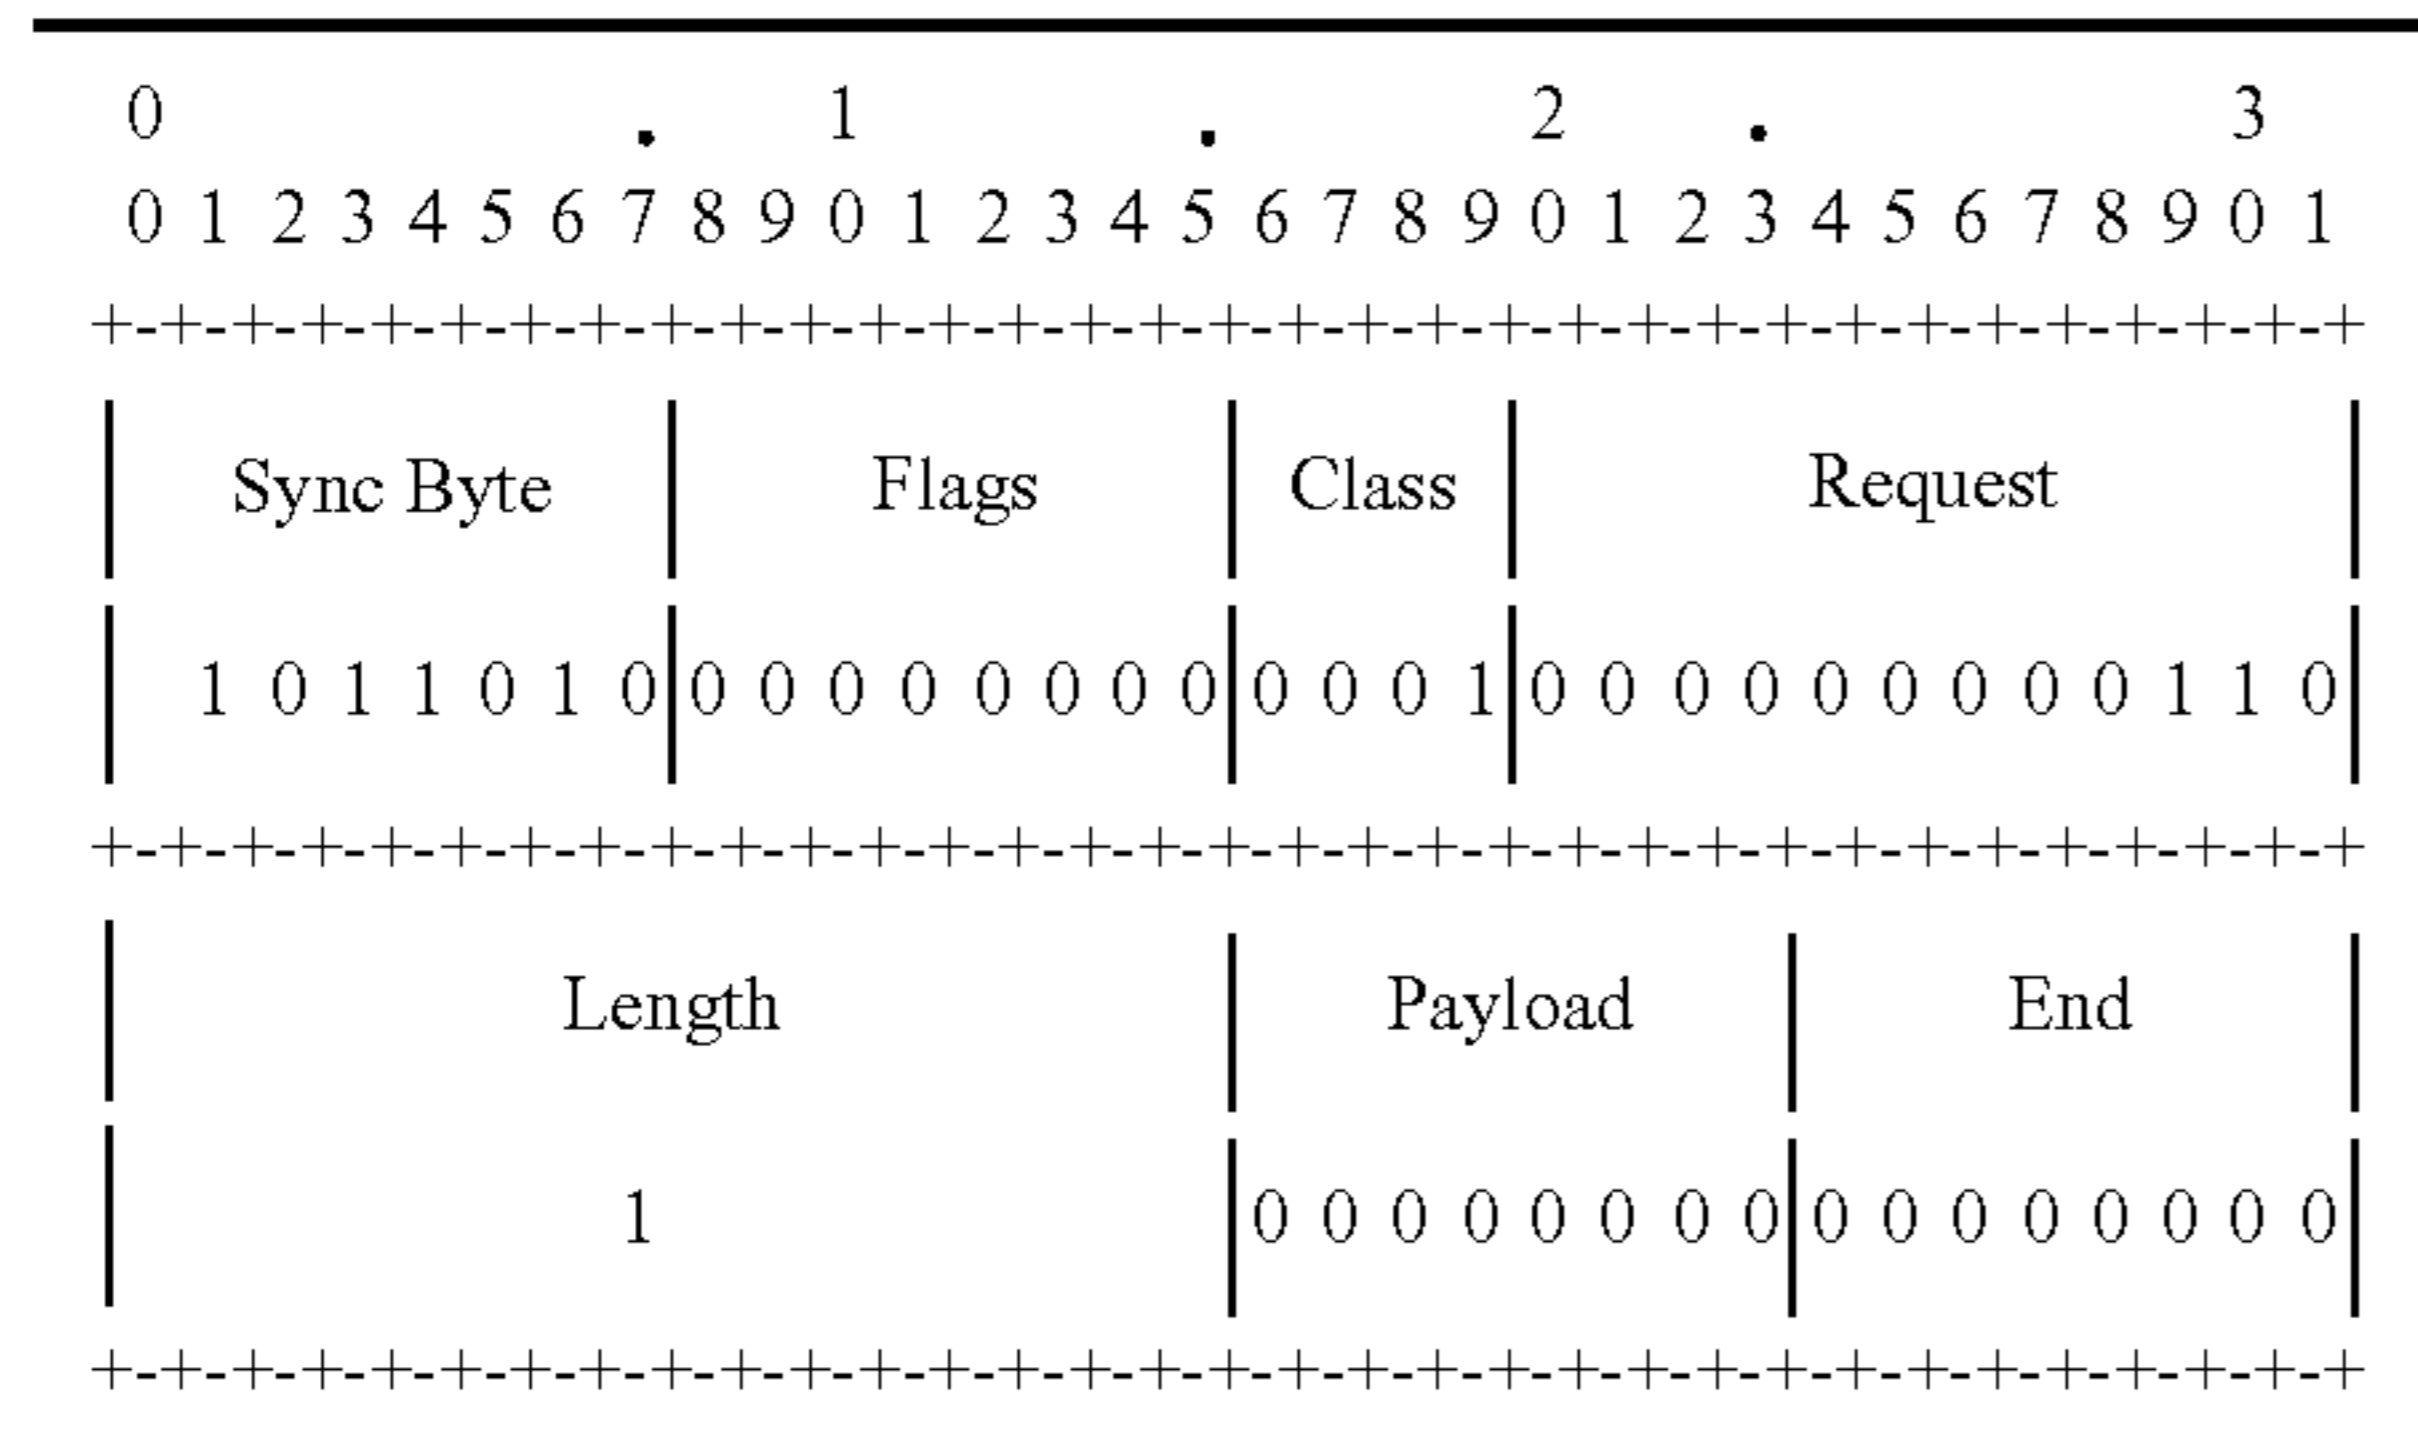 0 . 1 . 2 . 3
0 1 2 3 4 5 6 7 8 9 0 1 2 3 4 5 6 7 8 9 0 1 2 3 4 5 6 7 8 9 0 1
+-+-+-+-+-+-+-+-+-+-+-+-+-+-+-+-+-+-+-+-+-+-+-+-+-+-+-+-+-+-+-+-+
| Sync Byte | Flags | Class | Request |
| 1 0 1 1 0 1 0|0 0 0 0 0 0 0 0|0 0 0 1|0 0 0 0 0 0 0 0 0 1 1 0|
+-+-+-+-+-+-+-+-+-+-+-+-+-+-+-+-+-+-+-+-+-+-+-+-+-+-+-+-+-+-+-+-+
| Length | Payload | End |
| 1 |0 0 0 0 0 0 0 0|0 0 0 0 0 0 0 0|
+-+-+-+-+-+-+-+-+-+-+-+-+-+-+-+-+-+-+-+-+-+-+-+-+-+-+-+-+-+-+-+-+